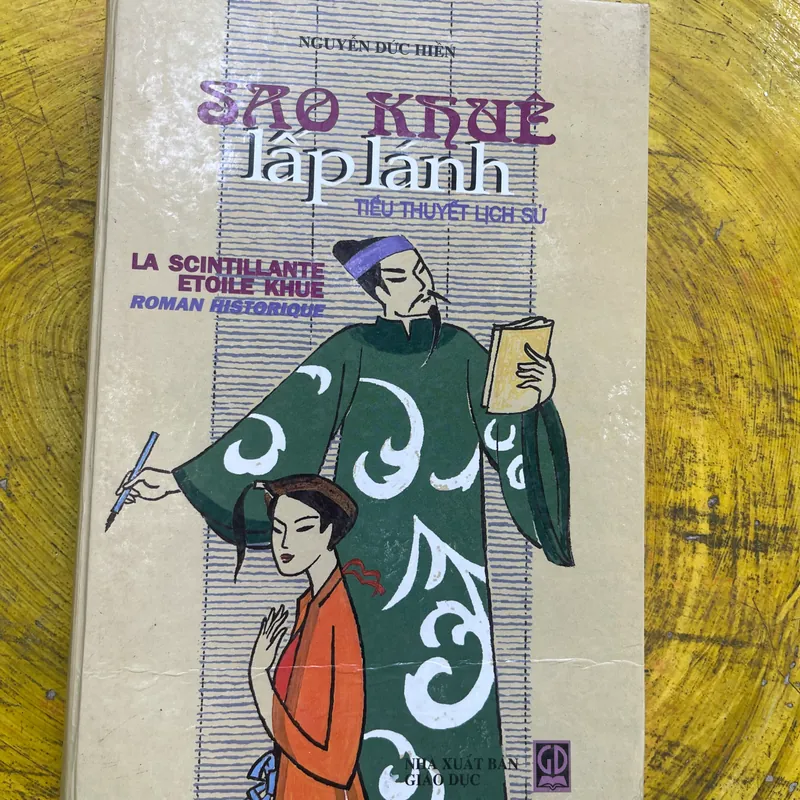 NGUYỄN ĐỨC HIỀN
SAO KHUÊ
lấp lánh
TIỂU THUYẾT LỊCH SỬ
LA SCINTILLANTE
ETOILE KHUE
ROMAN HISTORIQUE
NHÀ XUẤT BẢN
GIÁO DỤC
GD